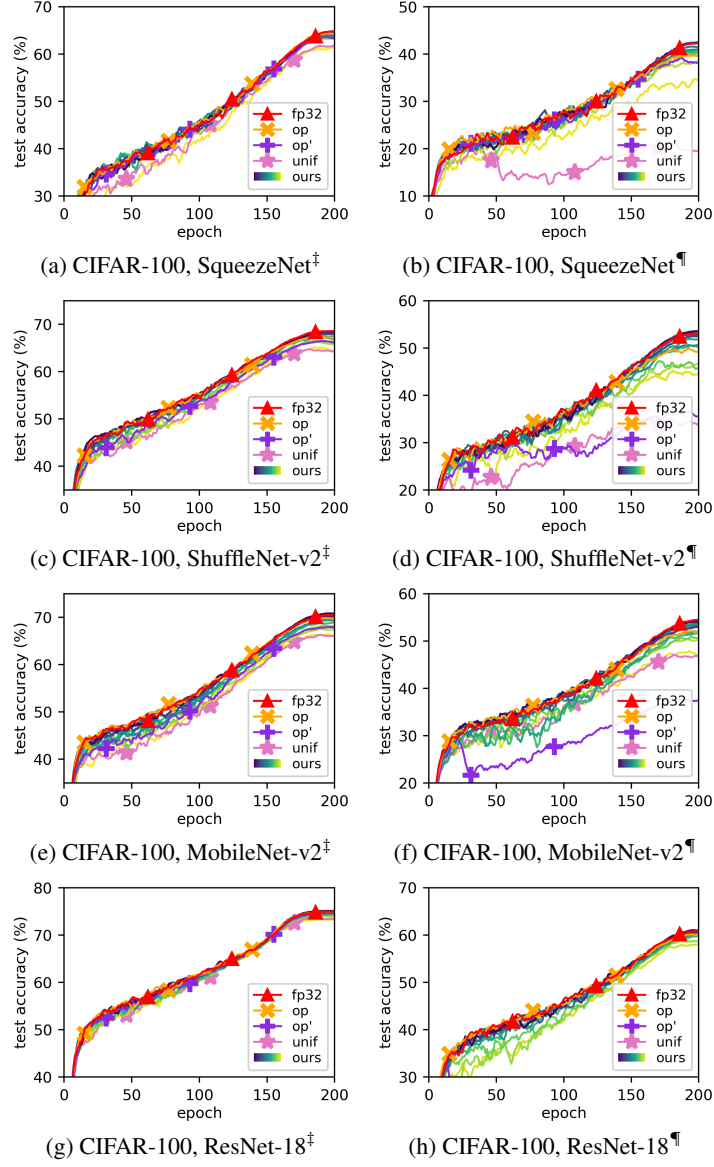 70
60
50
40
30
test accuracy (%)
0 50 100 150 200
epoch
fp32
op
op'
unif
ours
(a) CIFAR-100, SqueezeNet‡
50
40
30
20
10
test accuracy (%)
0 50 100 150 200
epoch
fp32
op
op'
unif
ours
(b) CIFAR-100, SqueezeNet¶
70
60
50
40
test accuracy (%)
0 50 100 150 200
epoch
fp32
op
op'
unif
ours
(c) CIFAR-100, ShuffleNet-v2‡
60
50
40
30
20
test accuracy (%)
0 50 100 150 200
epoch
fp32
op
op'
unif
ours
(d) CIFAR-100, ShuffleNet-v2¶
70
60
50
40
test accuracy (%)
0 50 100 150 200
epoch
fp32
op
op'
unif
ours
(e) CIFAR-100, MobileNet-v2‡
60
50
40
30
20
test accuracy (%)
0 50 100 150 200
epoch
fp32
op
op'
unif
ours
(f) CIFAR-100, MobileNet-v2¶
80
70
60
50
40
test accuracy (%)
0 50 100 150 200
epoch
fp32
op
op'
unif
ours
(g) CIFAR-100, ResNet-18‡
70
60
50
40
30
test accuracy (%)
0 50 100 150 200
epoch
fp32
op
op'
unif
ours
(h) CIFAR-100, ResNet-18¶